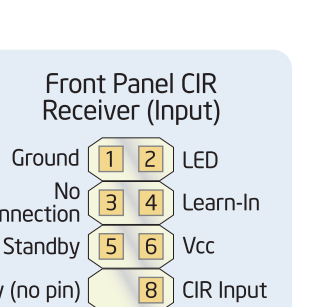 Front Panel CIR
Receiver (Input)
Ground 1 2 LED
No
3 4 Learn-In
Standby 5 6 Vcc
(no pin) 8 CIR Input